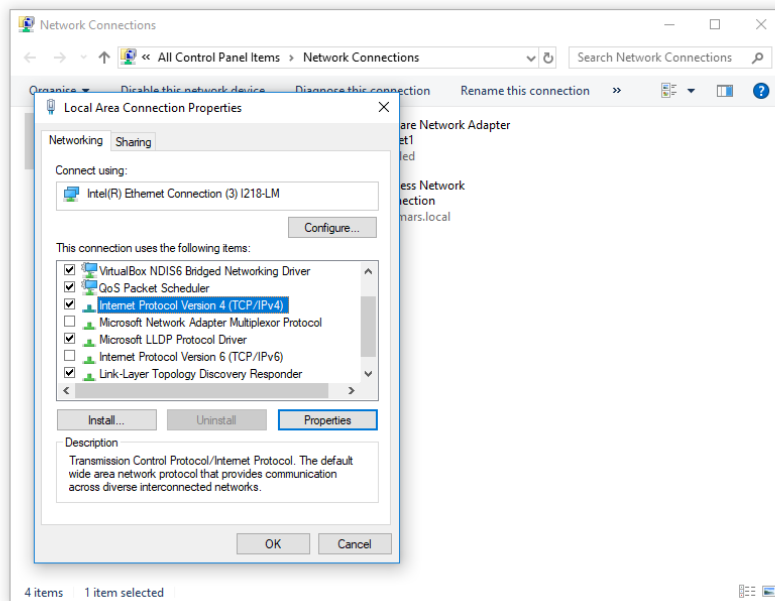 Network Connections
« All Control Panel Items > Network Connections
Search Network Connections
Organise Disable this network device Diagnose this connection Rename this connection »
Local Area Connection Properties
Networking
Sharing
Connect using:
Intel(R) Ethernet Connection (3) I218-LM
Configure...
This connection uses the following items:
VirtualBox NDIS6 Bridged Networking Driver
QoS Packet Scheduler
Internet Protocol Version 4 (TCP/IPv4)
Microsoft Network Adapter Multiplexor Protocol
Microsoft LLDP Protocol Driver
Internet Protocol Version 6 (TCP/IPv6)
Link-Layer Topology Discovery Responder
Install...
Uninstall
Properties
Description
Transmission Control Protocol/Internet Protocol. The default
wide area network protocol that provides communication
across diverse interconnected networks.
OK
Cancel
are Network Adapter
et1
led
ess Network
nection
mars.local
4 items
1 item selected